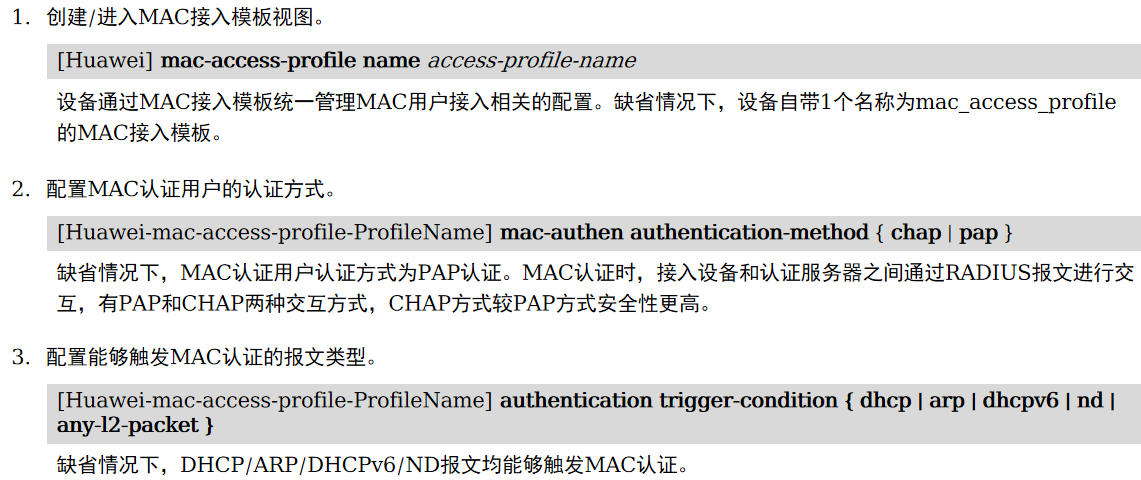 1. 创建/进入MAC接入模板视图。
[Huawei] mac-access-profile name access-profile-name
设备通过MAC接入模板统一管理MAC用户接入相关的配置。缺省情况下，设备自带1个名称为mac_access_profile
的MAC接入模板。
2. 配置MAC认证用户的认证方式。
[Huawei-mac-access-profile-ProfileName] mac-authen authentication-method { chap | pap }
缺省情况下，MAC认证用户认证方式为PAP认证。MAC认证时，接入设备和认证服务器之间通过RADIUS报文进行交
互，有PAP和CHAP两种交互方式，CHAP方式较PAP方式安全性更高。
3. 配置能够触发MAC认证的报文类型。
[Huawei-mac-access-profile-ProfileName] authentication trigger-condition { dhcp | arp | dhcpv6 | nd |
any-l2-packet }
缺省情况下，DHCP/ARP/DHCPv6/ND报文均能够触发MAC认证。